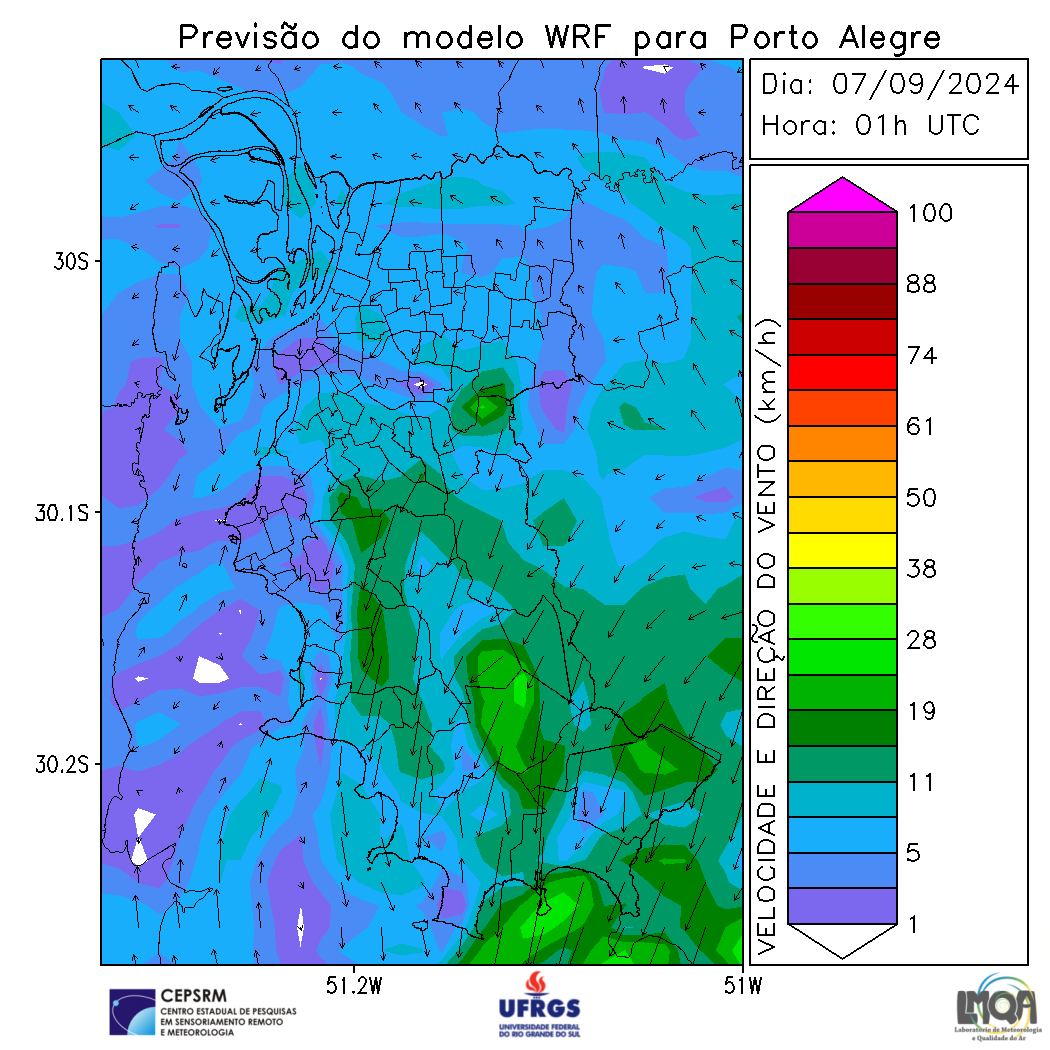 Previsão do modelo WRF para Porto Alegre
Dia: 07/09/2024
Hora: 01h UTC
30S
30.1S
30.2S
51.2W
51W
VELOCIDADE E DIREÇÃO DO VENTO (km/h)
100
88
74
61
50
38
28
19
11
5
1
CEPSRM
CENTRO ESTADUAL DE PESQUISAS
EM SENSORIAMENTO REMOTO
E METEOROLOGIA
UFRGS
UNIVERSIDADE FEDERAL
DO RIO GRANDE DO SUL
LMQA
Laboratório de Meteorologia
e Qualidade do Ar